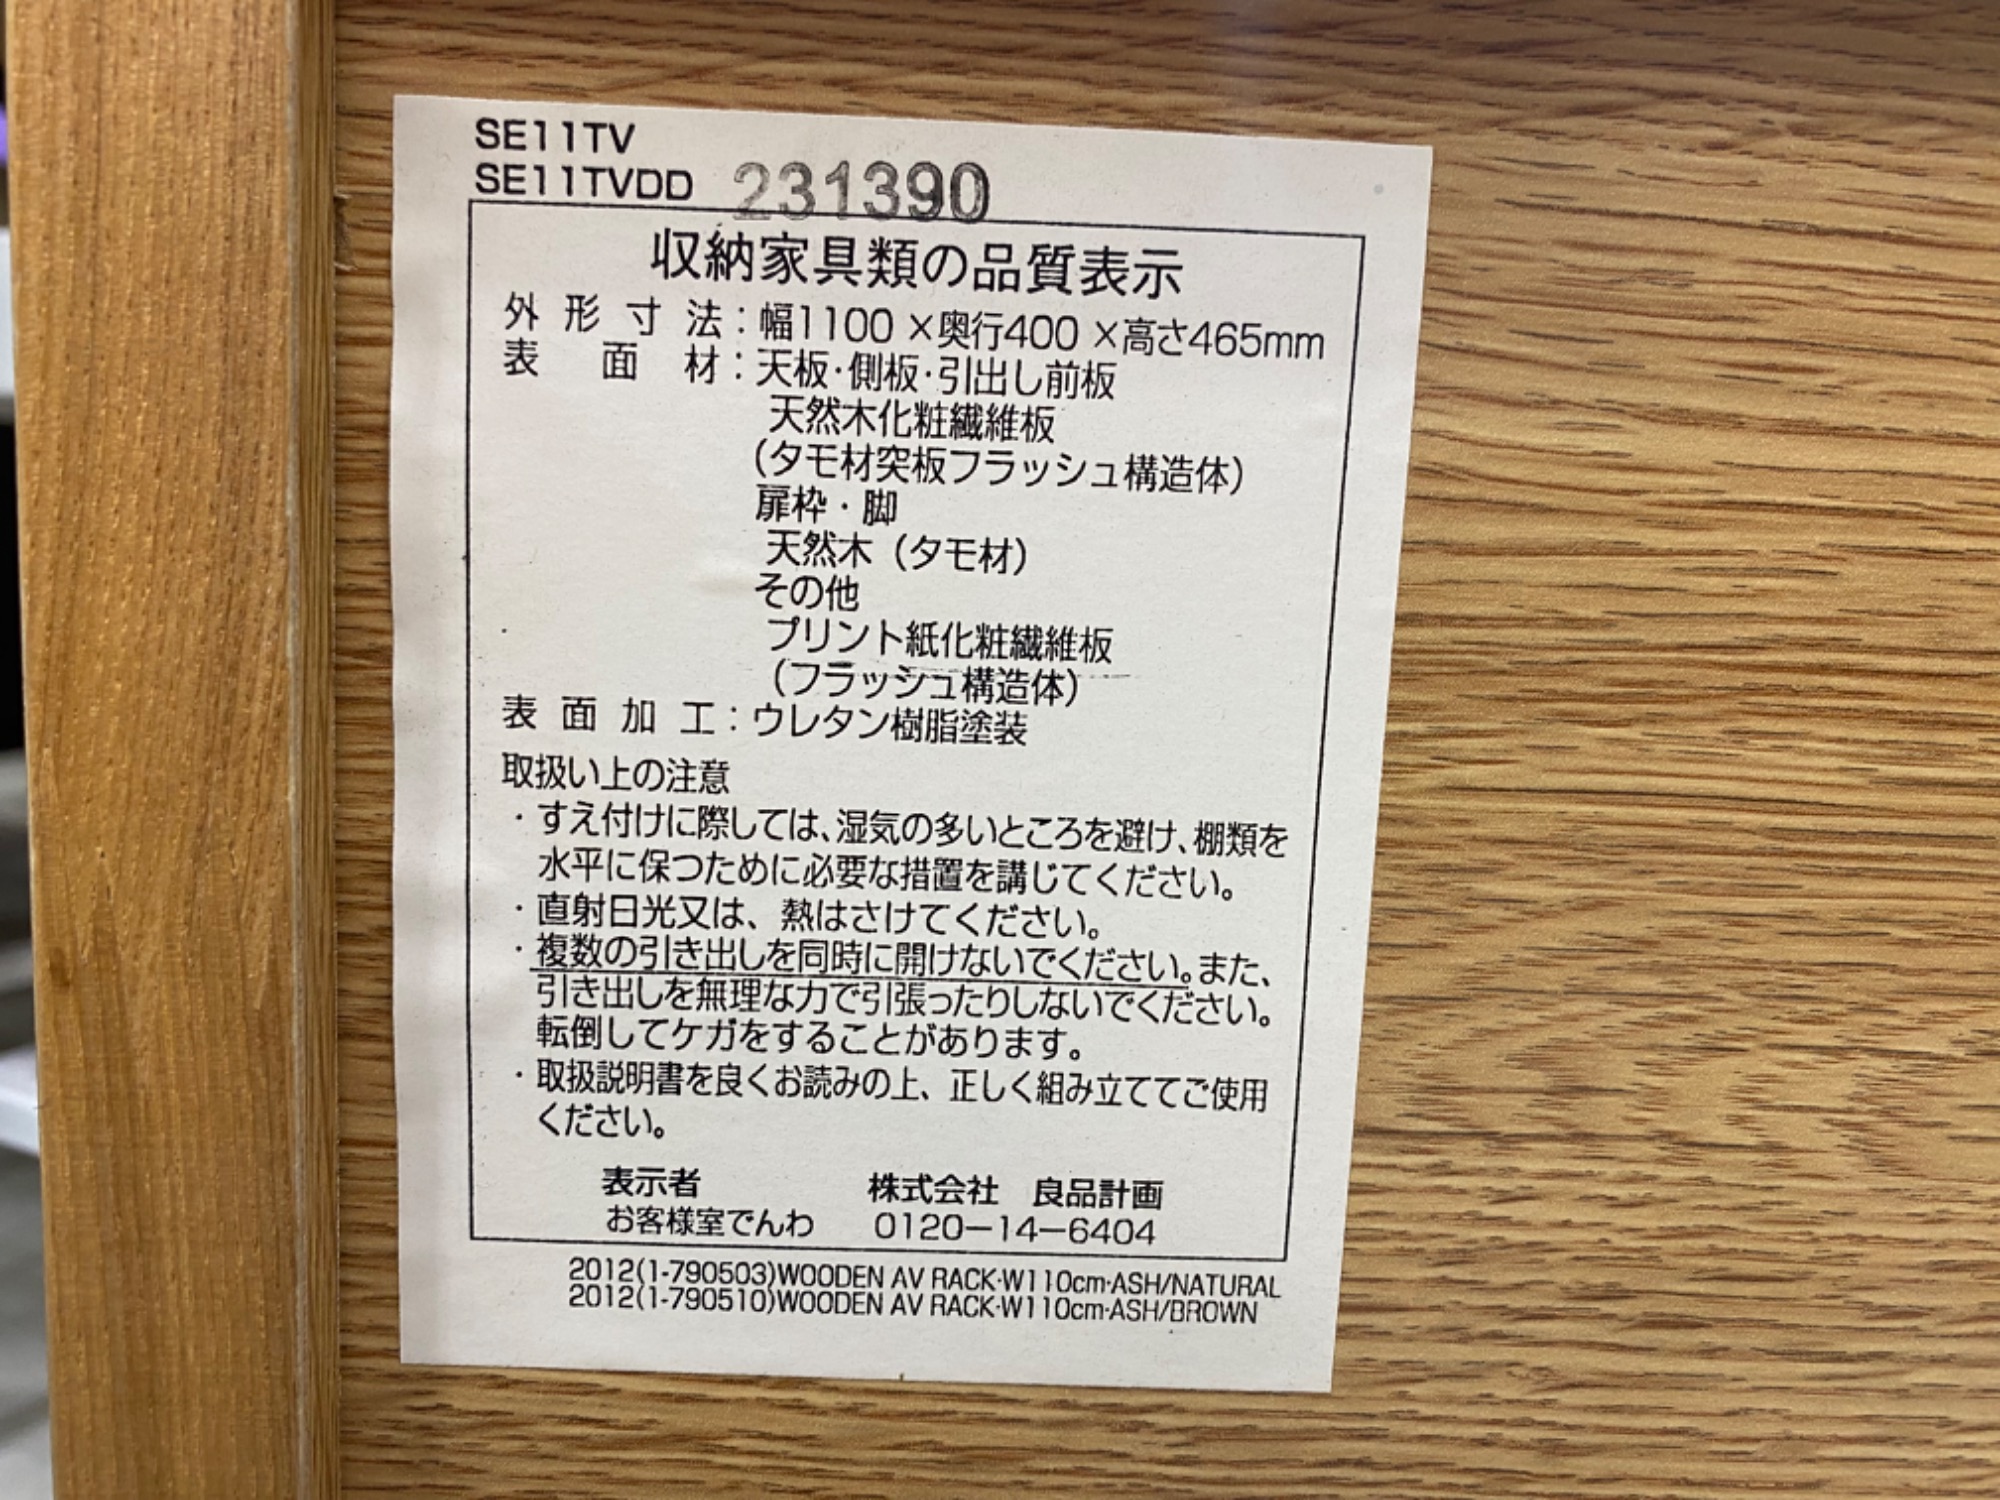 SE11TV
SE11TVDD 231390
収納家具類の品質表示
外形寸法：幅1100×奥行400×高さ465mm
表面材：天板・側板・引出し前板
天然木化粧繊維板
(タモ材突板フラッシュ構造体)
扉枠・脚
天然木（タモ材）
その他
プリント紙化粧繊維板
(フラッシュ構造体)
表面加工：ウレタン樹脂塗装
取扱い上の注意
・すえ付けに際しては、湿気の多いところを避け、棚類を
水平に保つために必要な措置を講じてください。
・直射日光又は、熱はさけてください。
・複数の引き出しを同時に開けないでください。また、
引き出しを無理な力で引張ったりしないでください。
転倒してケガをすることがあります。
・取扱説明書を良くお読みの上、正しく組み立ててご使用
ください。
表示者 株式会社 良品計画
お客様室でんわ 0120－14－6404
2012(1-790503)WOODEN AV RACK･W110cm･ASH/NATURAL
2012(1-790510)WOODEN AV RACK･W110cm･ASH/BROWN